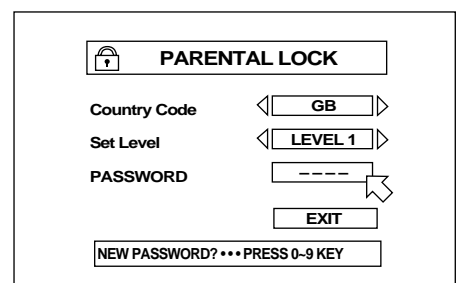 PARENTAL LOCK
Country Code GB
Set Level LEVEL 1
PASSWORD – – – –
EXIT
NEW PASSWORD? ••• PRESS 0~9 KEY